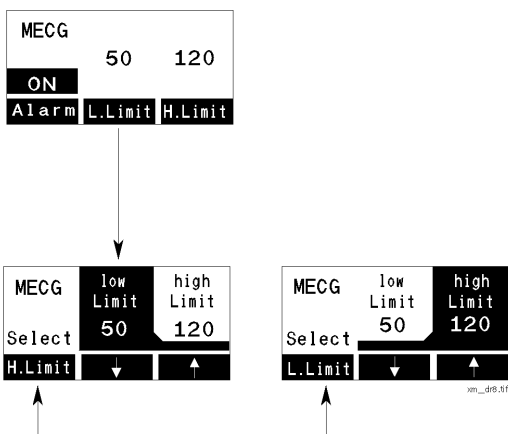 MECG
50 120
ON
Alarm L.Limit H.Limit
MECG low high
Limit Limit
50 120
Select
H.Limit
MECG low high
Limit Limit
50 120
Select
L.Limit
xm_dr8.tif